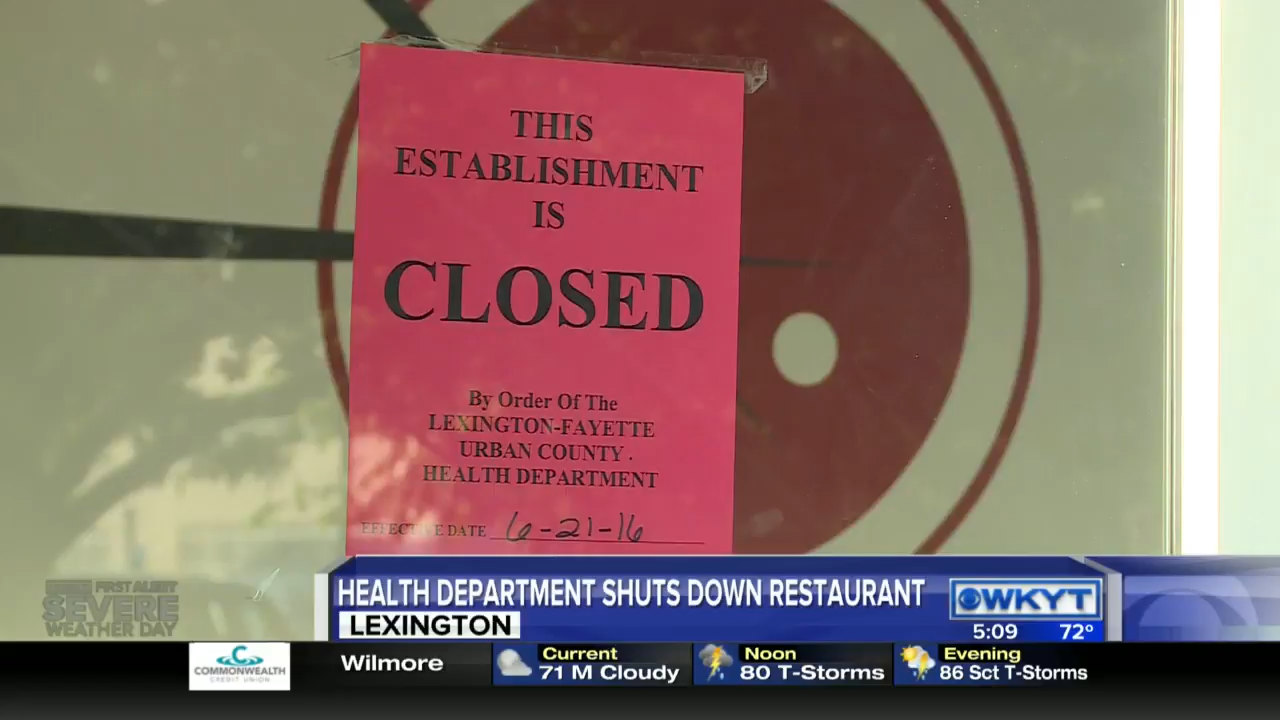 THIS
ESTABLISHMENT
IS
CLOSED
By Order Of The
LEXINGTON-FAYETTE
URBAN COUNTY.
HEALTH DEPARTMENT
EFFECTIVE DATE 6-21-16
HEALTH DEPARTMENT SHUTS DOWN RESTAURANT
LEXINGTON
WKYT
5:09 72°
FIRST ALERT
SEVERE
WEATHER DAY
COMMONWEALTH
CREDIT UNION
Wilmore
Current
71 M Cloudy
Noon
80 T-Storms
Evening
86 Sct T-Storms